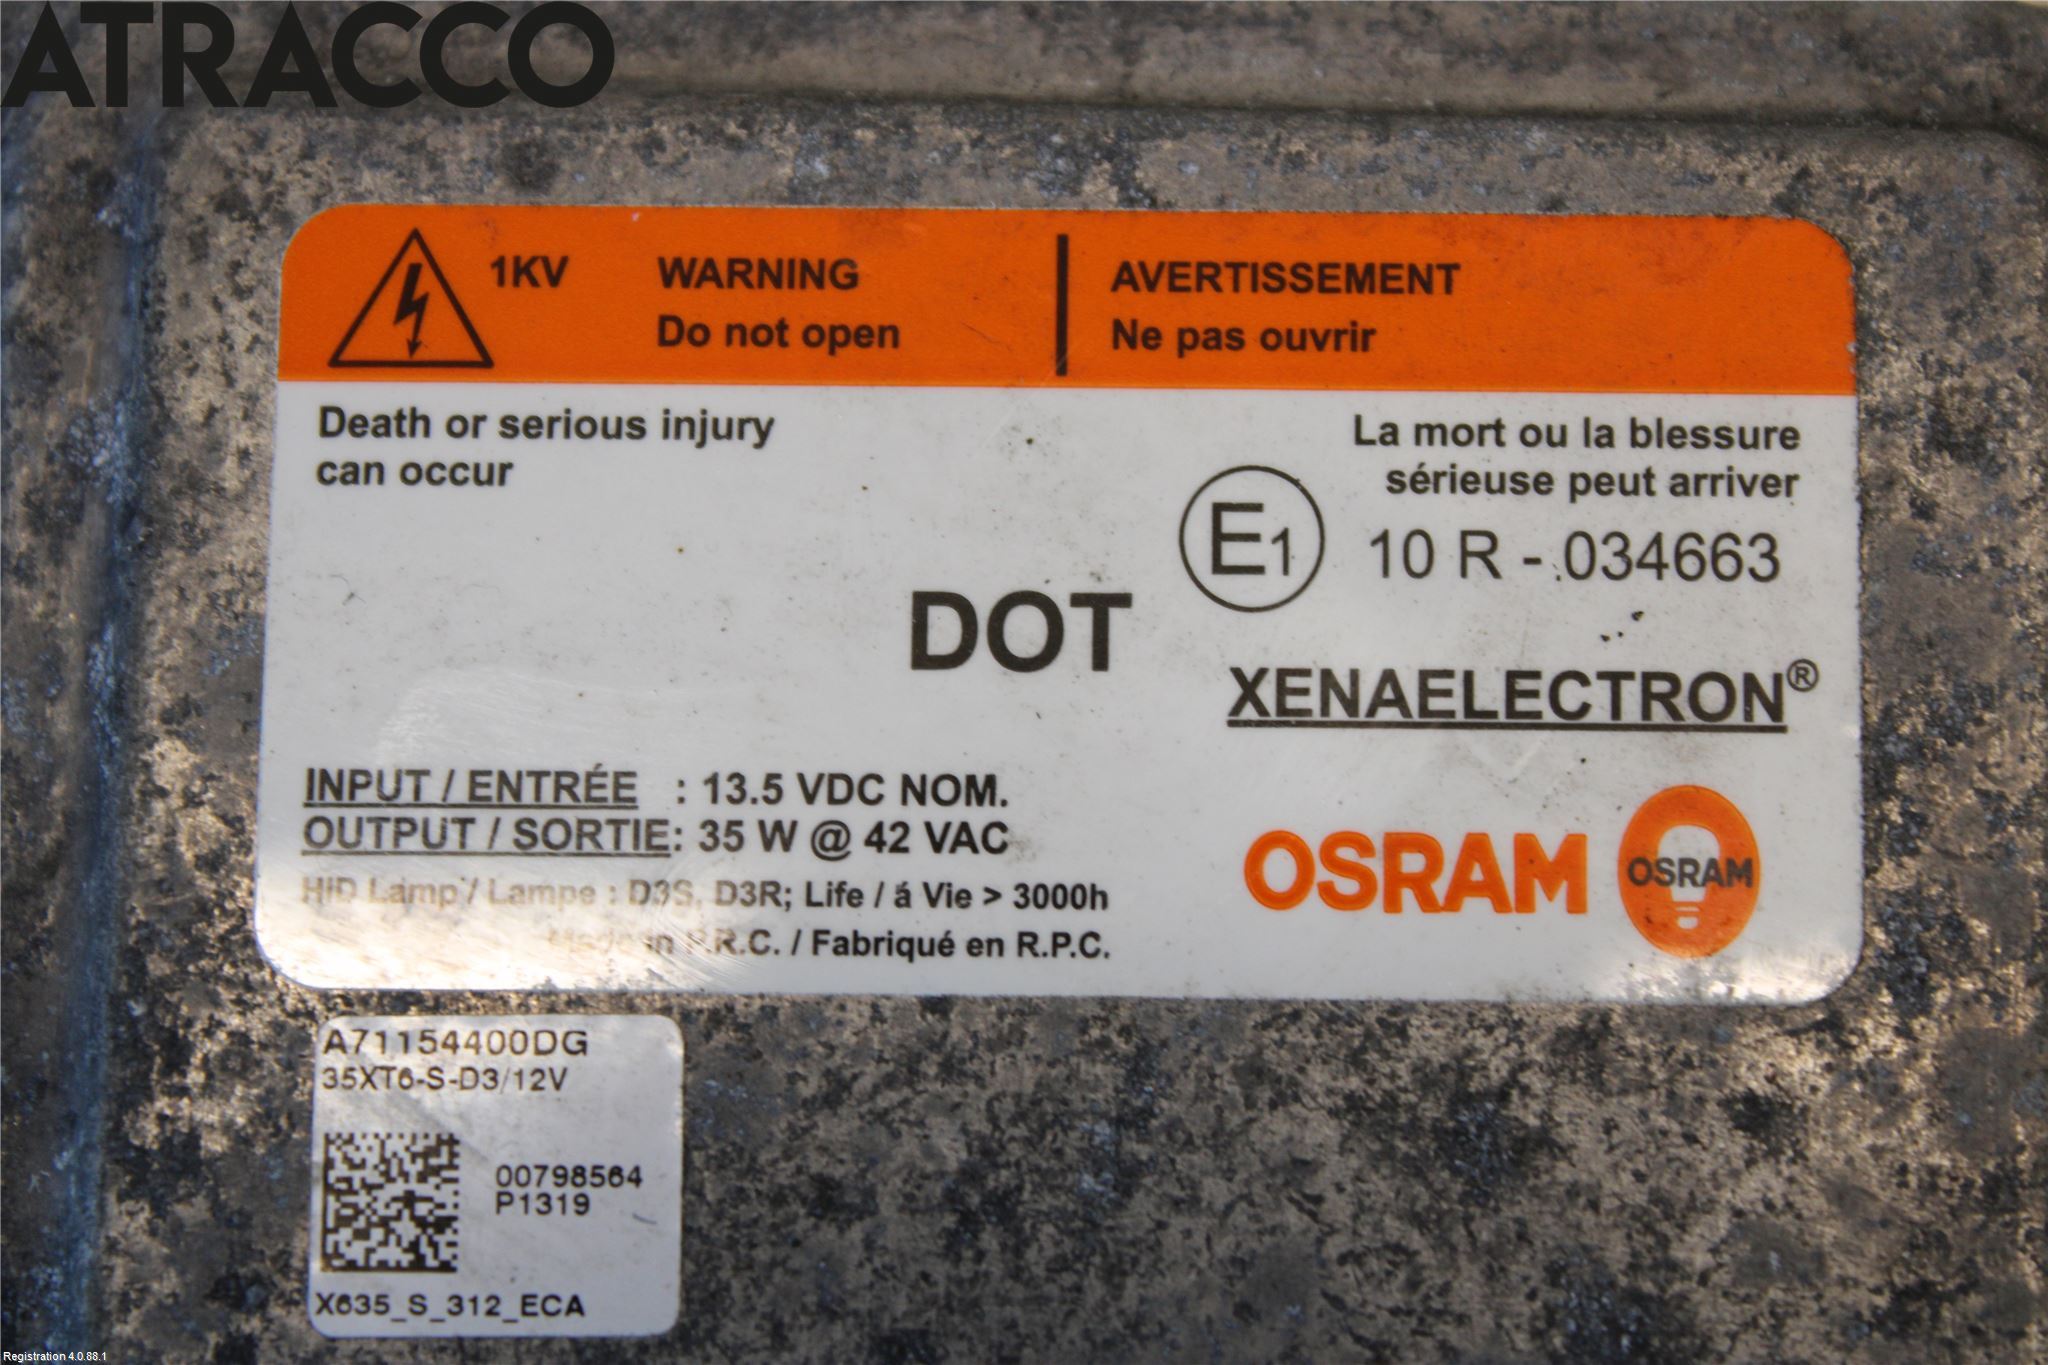 ATRACCO
1KV
WARNING
Do not open
AVERTISSEMENT
Ne pas ouvrir
Death or serious injury
can occur
La mort ou la blessure
sérieuse peut arriver
E1 10 R - 034663
DOT
XENAELECTRON®
INPUT / ENTRÉE : 13.5 VDC NOM.
OUTPUT / SORTIE: 35 W @ 42 VAC
HID Lamp / Lampe : D3S, D3R; Life / á Vie > 3000h
Made in P.R.C. / Fabriqué en R.P.C.
OSRAM
OSRAM
A71154400DG
35XT6-S-D3/12V
00798564
P1319
X635_S_312_ECA
Registration 4.0.88.1